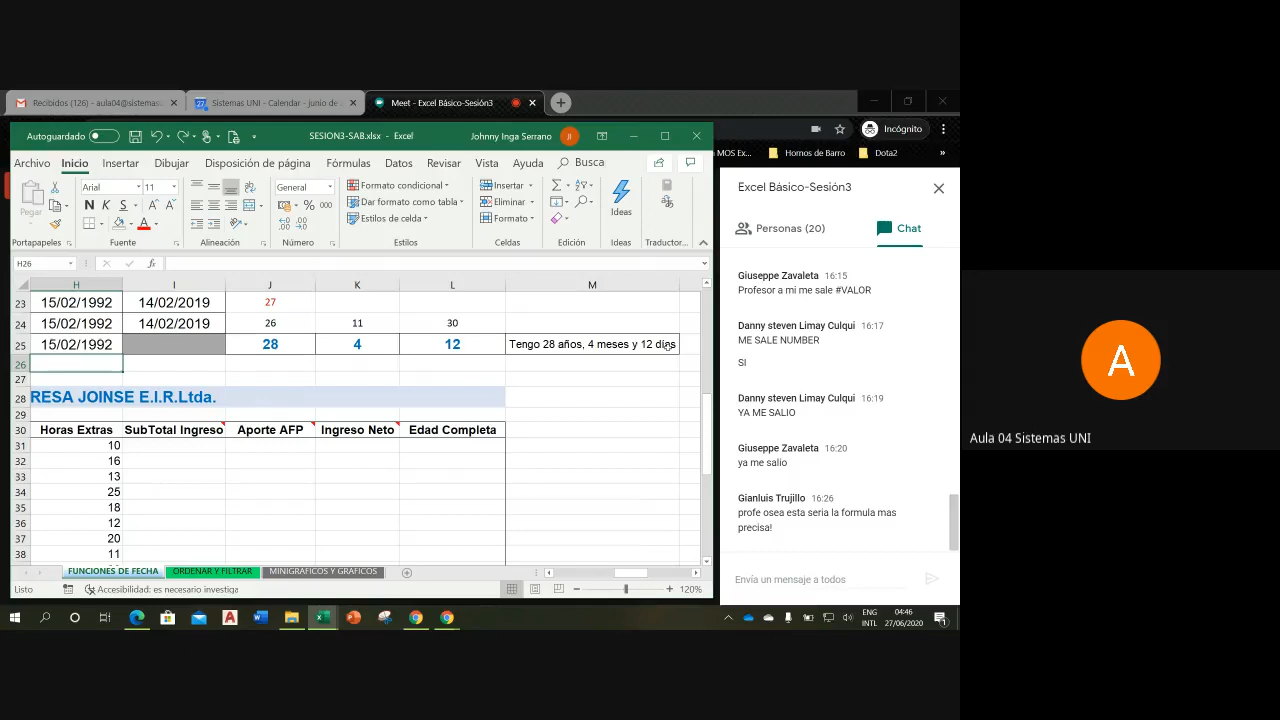 Recibidos (126) - aula04@sistemas
Sistemas UNI - Calendar - junio de
Meet - Excel Básico-Sesión3
Autoguardado
SESION3-SAB.xlsx - Excel
Johnny Inga Serrano
JI
Incógnito
Archivo
Inicio
Insertar
Dibujar
Disposición de página
Fórmulas
Datos
Revisar
Vista
Ayuda
Busca
MOS Ex...
Hornos de Barro
Dota2
»
Pegar
Arial
11
N K S
General
% 000
Formato condicional
Dar formato como tabla
Estilos de celda
Insertar
Eliminar
Formato
Ideas
Portapapeles
Fuente
Alineación
Número
Estilos
Celdas
Edición
Ideas
Traductor...
H26
fx
H I J K L M
23 15/02/1992 14/02/2019 27
24 15/02/1992 14/02/2019 26 11 30
25 15/02/1992 28 4 12 Tengo 28 años, 4 meses y 12 días
26
27
28 RESA JOINSE E.I.R.Ltda.
29
30 Horas Extras SubTotal Ingreso Aporte AFP Ingreso Neto Edad Completa
31 10
32 16
33 13
34 25
35 18
36 12
37 20
38 11
FUNCIONES DE FECHA
ORDENAR Y FILTRAR
MINIGRAFICOS Y GRAFICOS
Listo
Accesibilidad: es necesario investiga
120%
Excel Básico-Sesión3
Personas (20)
Chat
Giuseppe Zavaleta 16:15
Profesor a mi me sale #VALOR
Danny steven Limay Culqui 16:17
ME SALE NUMBER
SI
Danny steven Limay Culqui 16:19
YA ME SALIO
Giuseppe Zavaleta 16:20
ya me salio
Gianluis Trujillo 16:26
profe osea esta seria la formula mas
precisa!
Envía un mensaje a todos
A
Aula 04 Sistemas UNI
ENG
INTL
04:46
27/06/2020